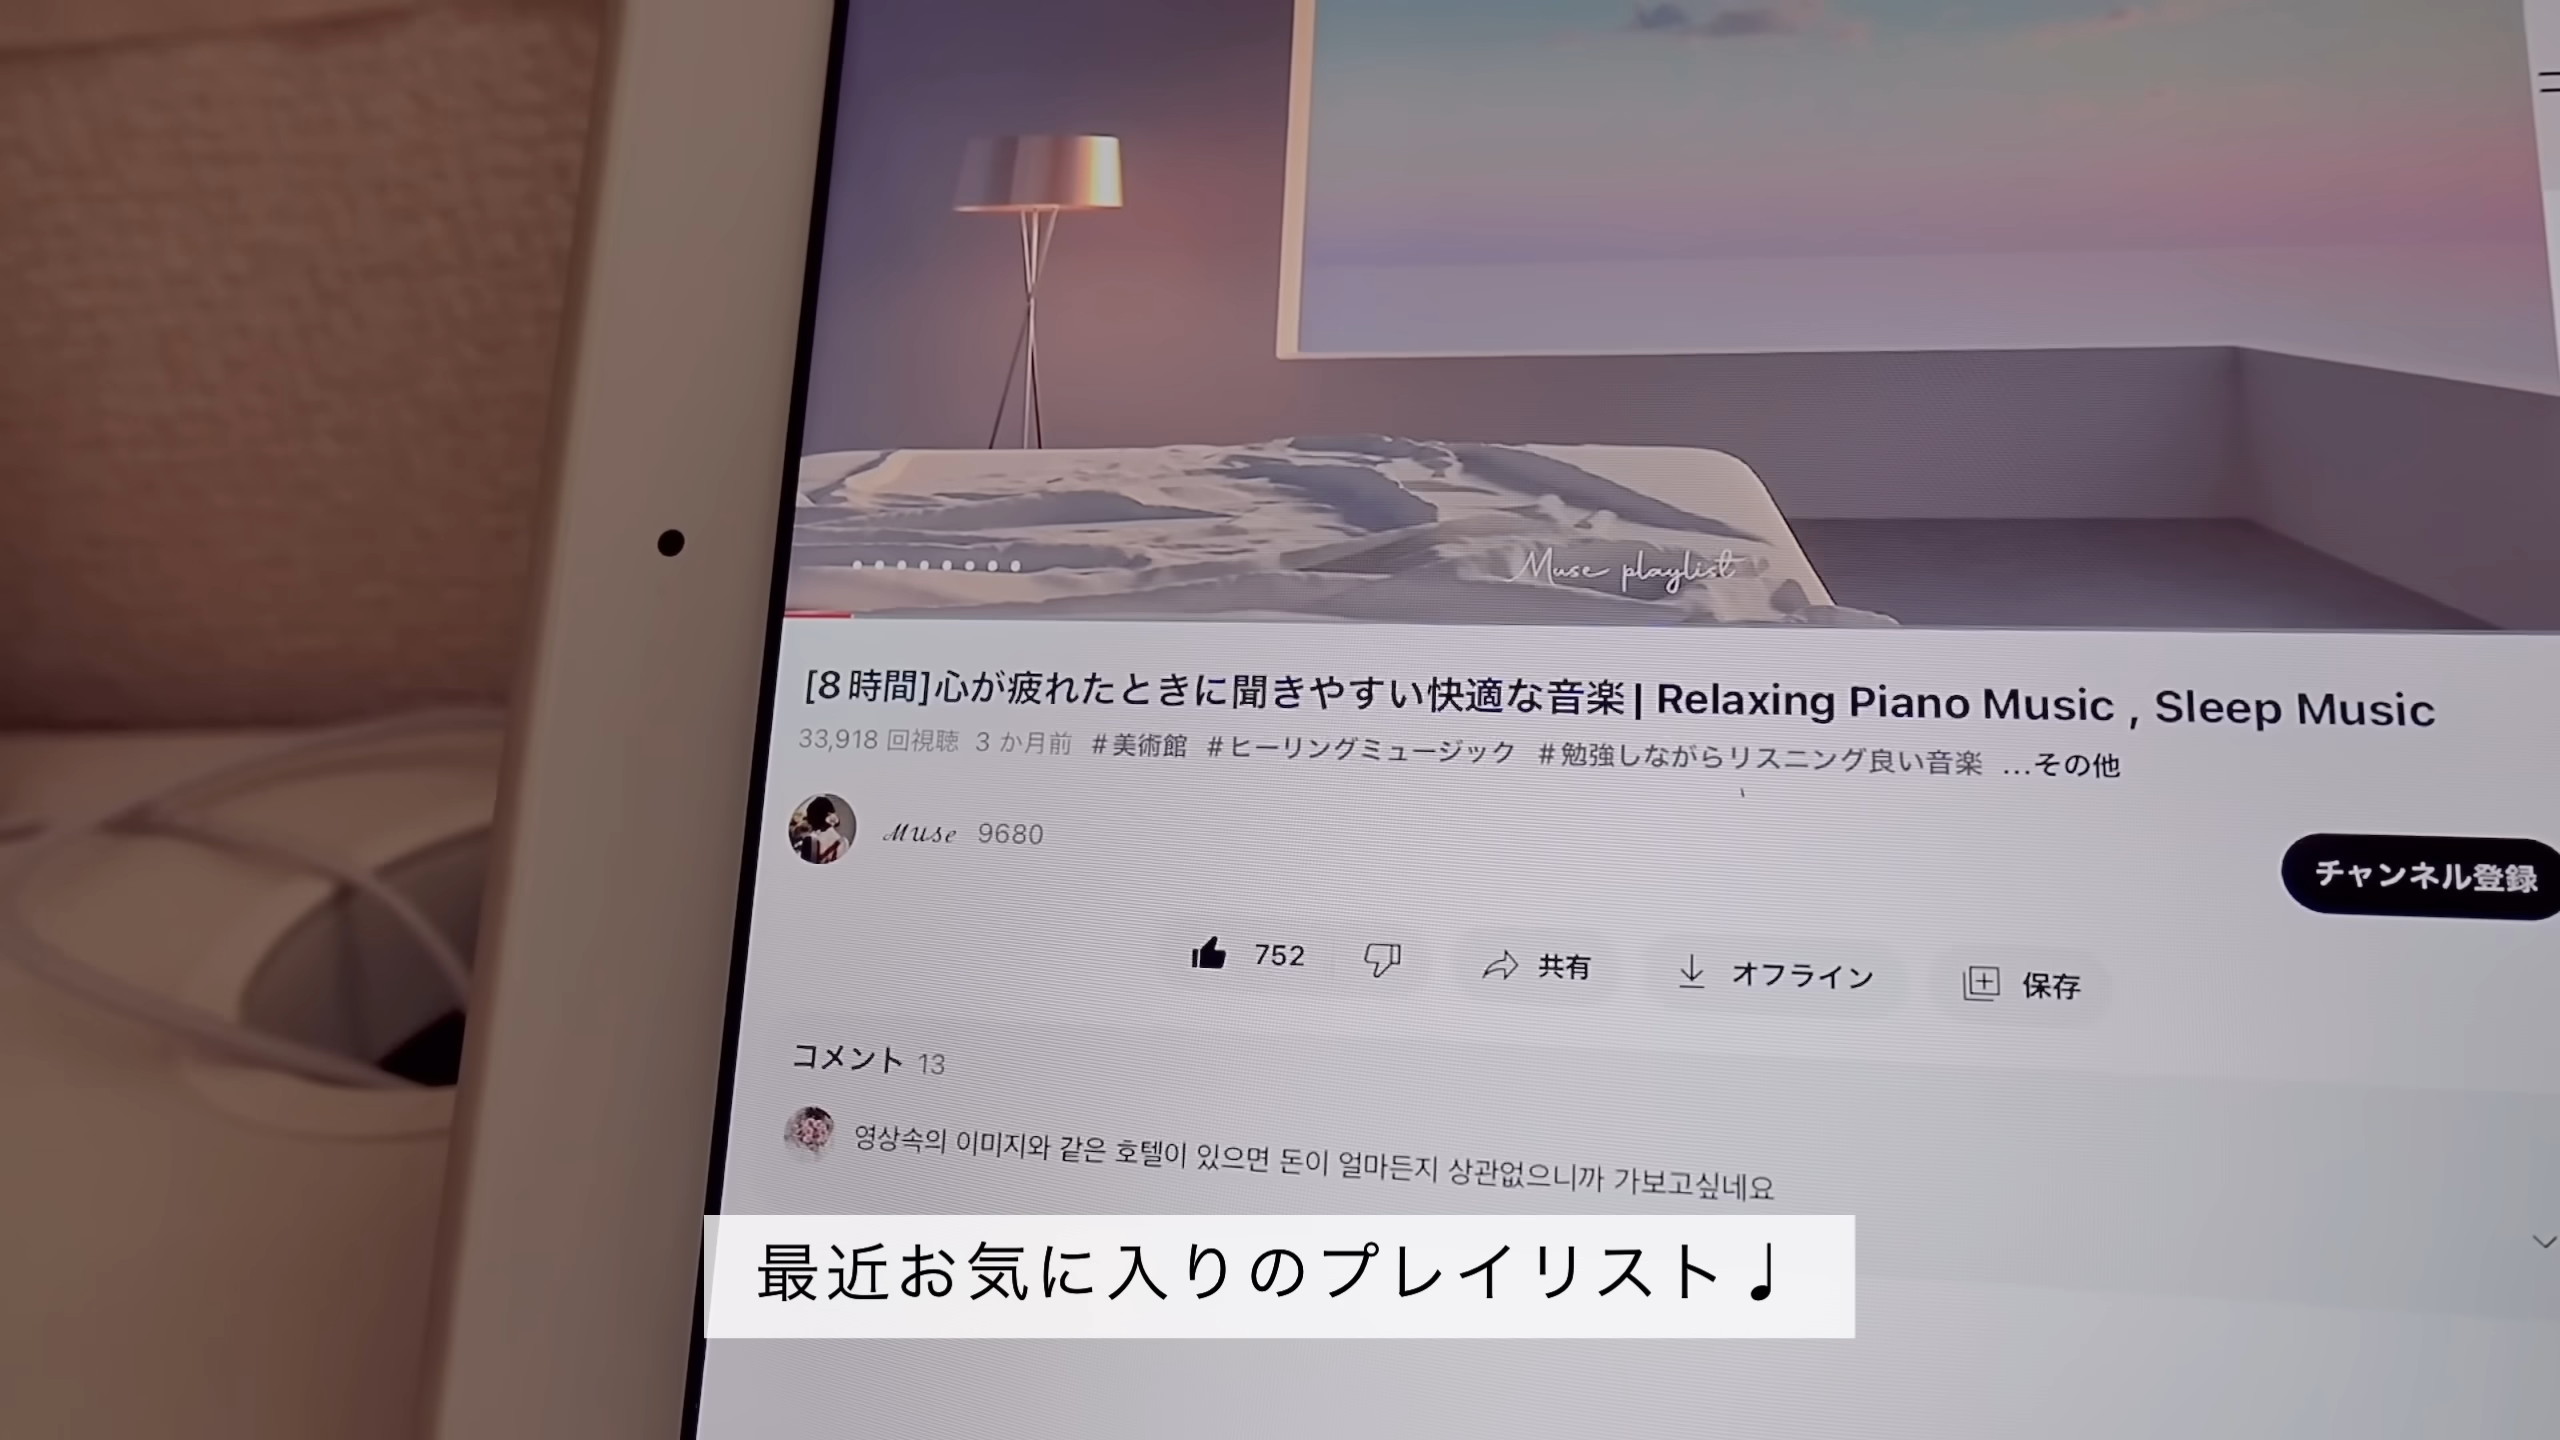 Muse playlist
[8時間]心が疲れたときに聞きやすい快適な音楽| Relaxing Piano Music , Sleep Music
33,918 回視聴 3 か月前 #美術館 #ヒーリングミュージック #勉強しながらリスニング良い音楽 ...その他
Muse 9680
チャンネル登録
752 共有 オフライン 保存
コメント 13
영상속의 이미지와 같은 호텔이 있으면 돈이 얼마든지 상관없으니까 가보고싶네요
最近お気に入りのプレイリスト♩